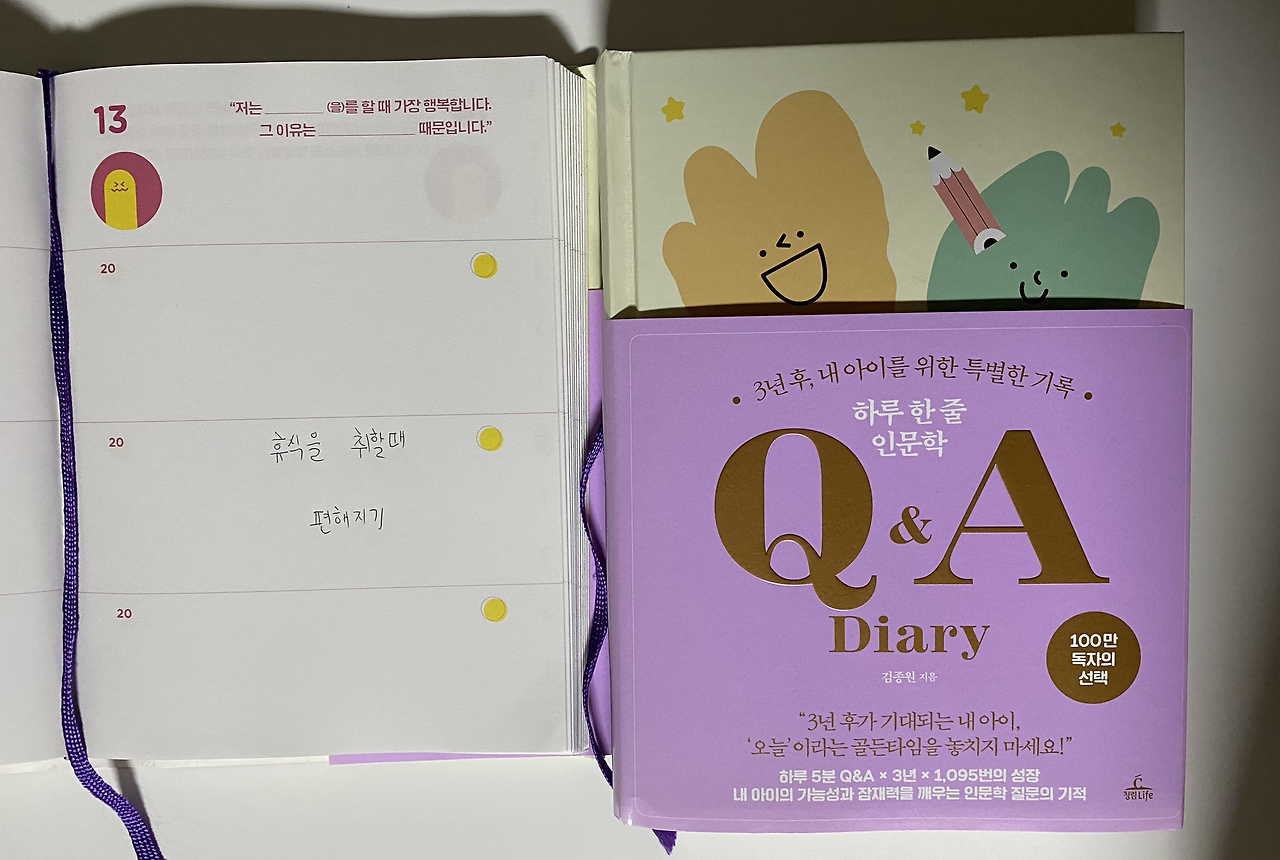 13
“저는 ________ (을)를 할 때 가장 행복합니다.
그 이유는 _____________ 때문입니다.”
20
20
휴식을 취할때
편해지기
20
3년 후, 내 아이를 위한 특별한 기록
하루 한 줄
인문학
Q & A
Diary
김종원 지음
100만
독자의
선택
“3년 후가 기대되는 내 아이,
‘오늘’이라는 골든타임을 놓치지 마세요!”
하루 5분 Q&A × 3년 × 1,095번의 성장
내 아이의 가능성과 잠재력을 깨우는 인문학 질문의 기적
청림Life